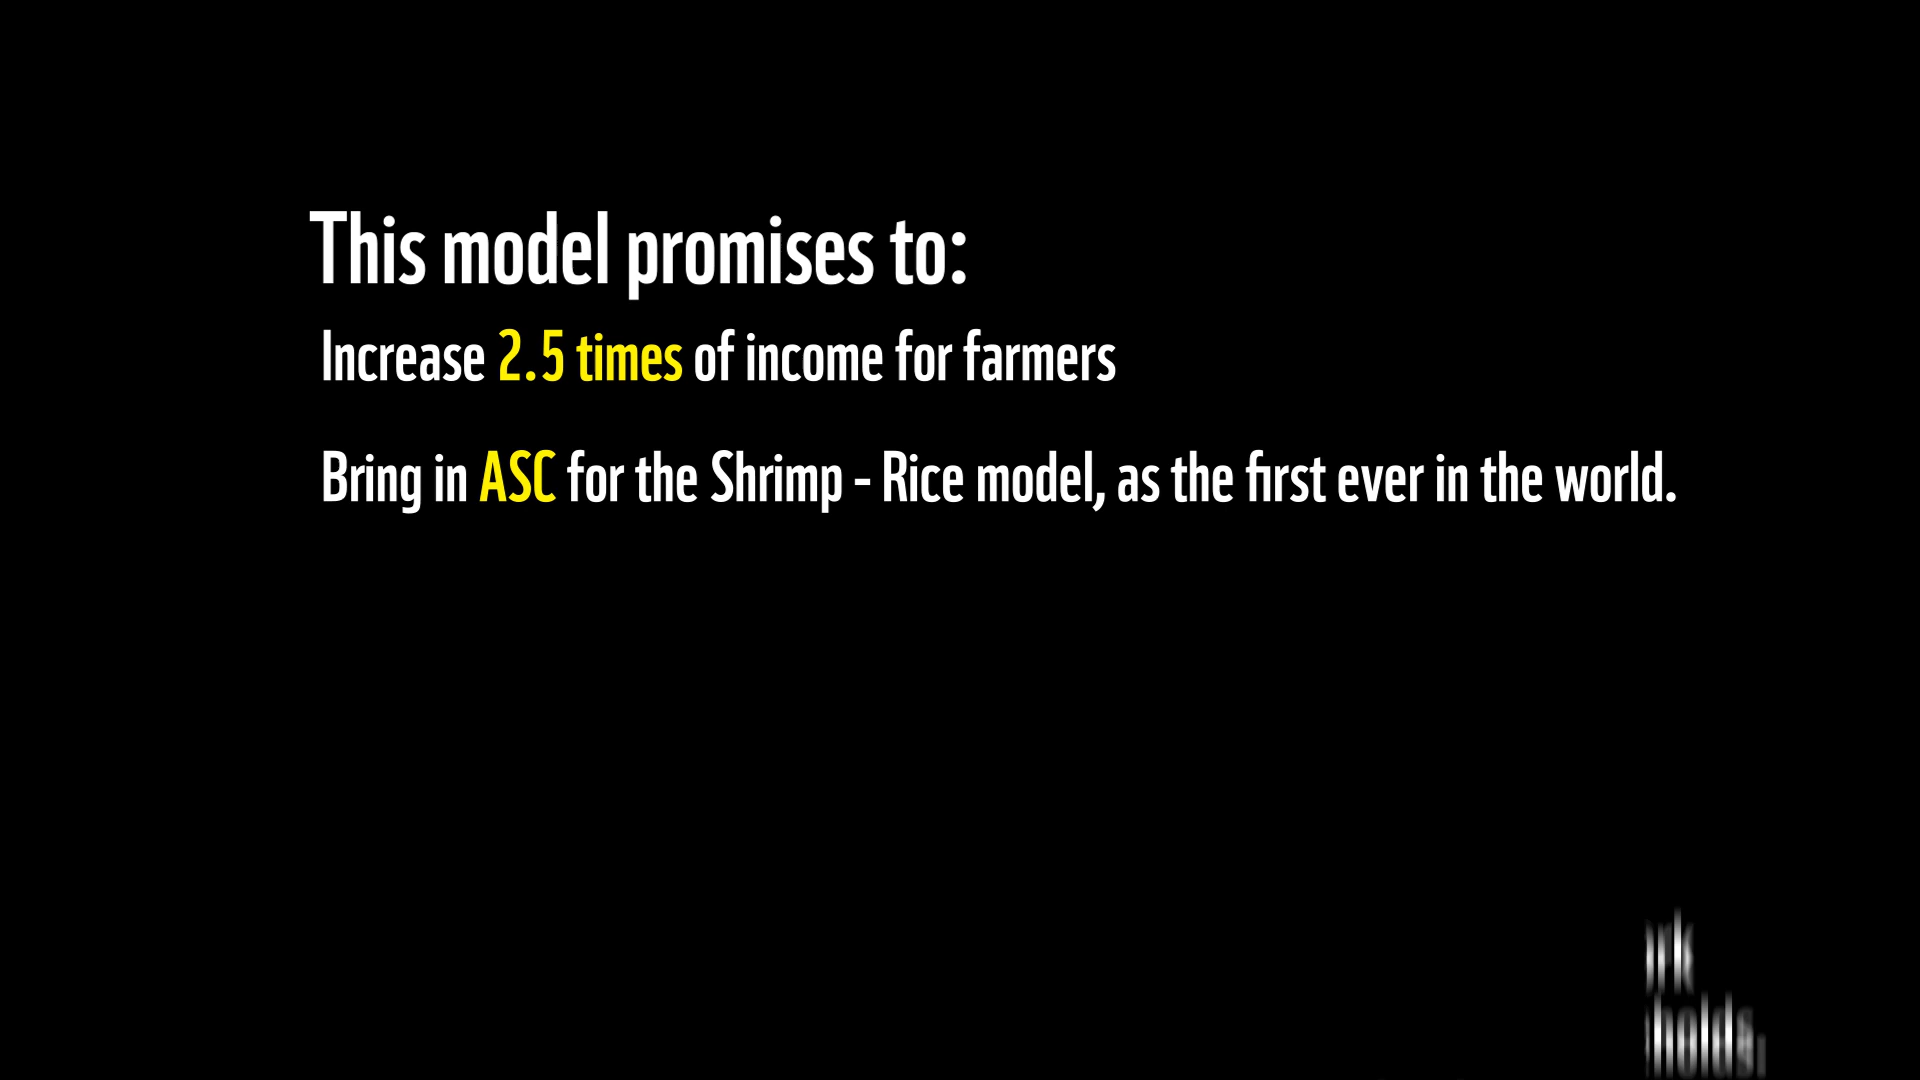 This model promises to:
Increase 2.5 times of income for farmers
Bring in ASC for the Shrimp - Rice model, as the first ever in the world.